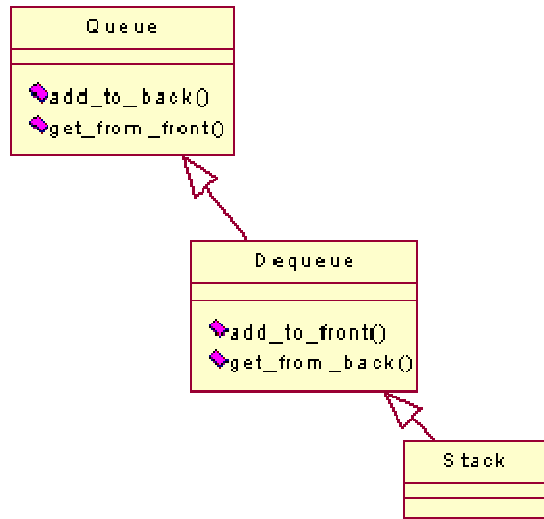 Queue
add_to_back()
get_from_front()
Dequeue
add_to_front()
get_from_back()
Stack